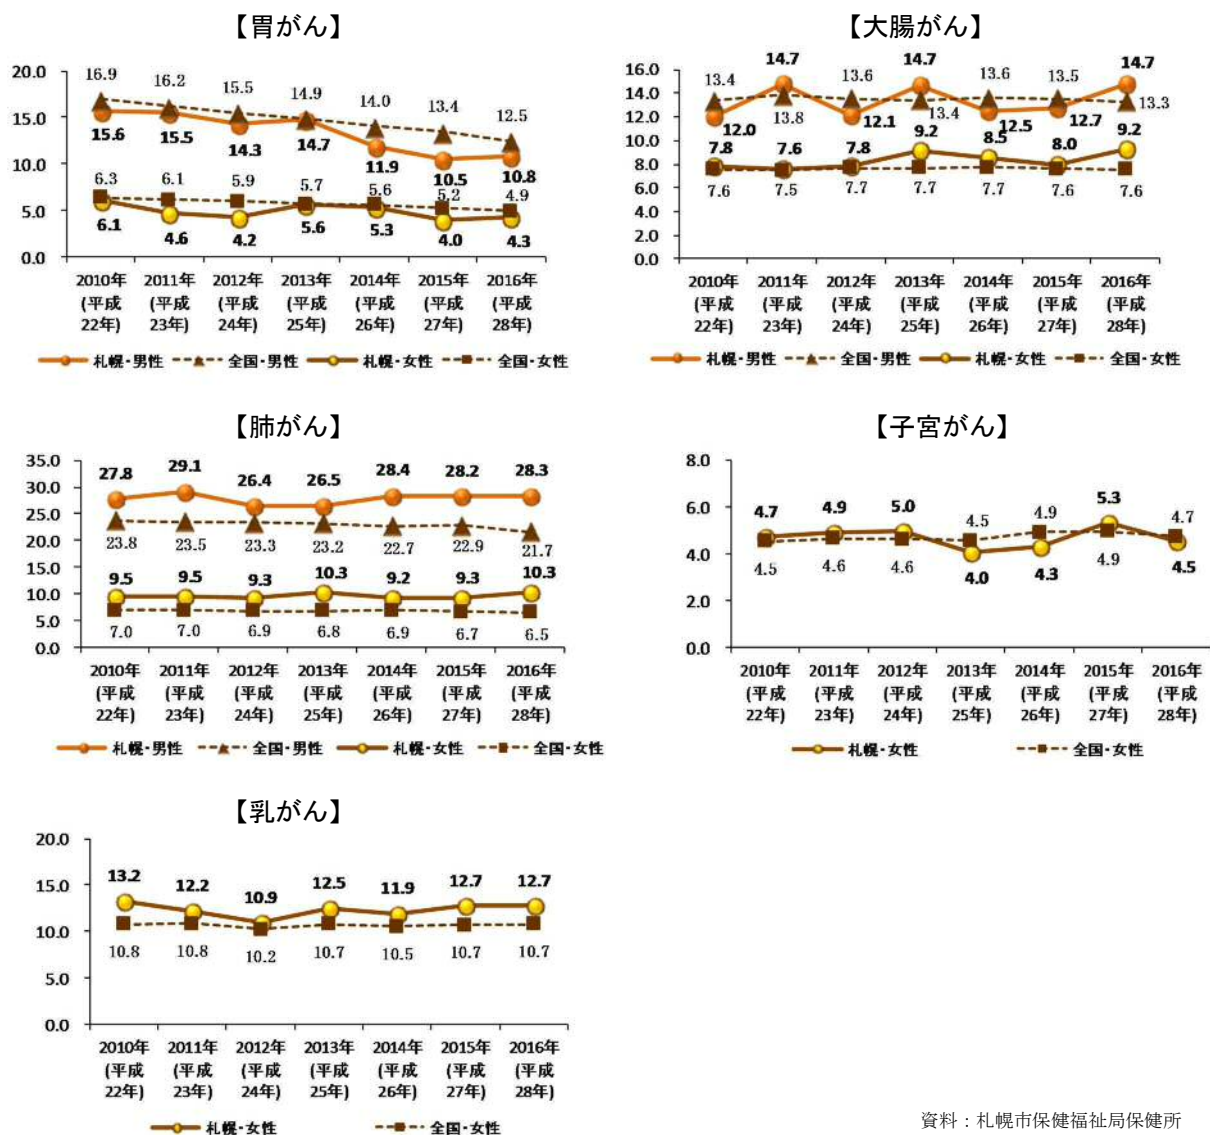 【胃がん】
20.0
15.0
10.0
5.0
0.0
16.9 16.2 15.5 14.9 14.0 13.4 12.5
15.6 15.5 14.3 14.7 11.9 10.5 10.8
6.3 6.1 5.9 5.7 5.6 5.2 4.9
6.1 4.6 4.2 5.6 5.3 4.0 4.3
2010年 2011年 2012年 2013年 2014年 2015年 2016年
(平成 (平成 (平成 (平成 (平成 (平成 (平成
22年) 23年) 24年) 25年) 26年) 27年) 28年)
札幌・男性 全国・男性 札幌・女性 全国・女性
【大腸がん】
16.0
14.0
12.0
10.0
8.0
6.0
4.0
2.0
0.0
14.7 14.7 14.7
13.4 13.6 13.6 13.5 13.3
13.8 13.4
12.0 12.1 12.5 12.7
7.8 7.6 7.8 9.2 8.5 8.0 9.2
7.6 7.5 7.7 7.7 7.7 7.6 7.6
2010年 2011年 2012年 2013年 2014年 2015年 2016年
(平成 (平成 (平成 (平成 (平成 (平成 (平成
22年) 23年) 24年) 25年) 26年) 27年) 28年)
札幌・男性 全国・男性 札幌・女性 全国・女性
【肺がん】
35.0
30.0
25.0
20.0
15.0
10.0
5.0
0.0
27.8 29.1 26.4 26.5 28.4 28.2 28.3
23.8 23.5 23.3 23.2 22.7 22.9 21.7
9.5 9.5 9.3 10.3 9.2 9.3 10.3
7.0 7.0 6.9 6.8 6.9 6.7 6.5
2010年 2011年 2012年 2013年 2014年 2015年 2016年
(平成 (平成 (平成 (平成 (平成 (平成 (平成
22年) 23年) 24年) 25年) 26年) 27年) 28年)
札幌・男性 全国・男性 札幌・女性 全国・女性
【子宮がん】
8.0
6.0
4.0
2.0
0.0
4.7 4.9 5.0 4.5 4.9 5.3 4.7
4.5 4.6 4.6 4.0 4.3 4.9 4.5
2010年 2011年 2012年 2013年 2014年 2015年 2016年
(平成 (平成 (平成 (平成 (平成 (平成 (平成
22年) 23年) 24年) 25年) 26年) 27年) 28年)
札幌・女性 全国・女性
【乳がん】
20.0
15.0
10.0
5.0
0.0
13.2 12.2 10.9 12.5 11.9 12.7 12.7
10.8 10.8 10.2 10.7 10.5 10.7 10.7
2010年 2011年 2012年 2013年 2014年 2015年 2016年
(平成 (平成 (平成 (平成 (平成 (平成 (平成
22年) 23年) 24年) 25年) 26年) 27年) 28年)
札幌・女性 全国・女性
資料：札幌市保健福祉局保健所